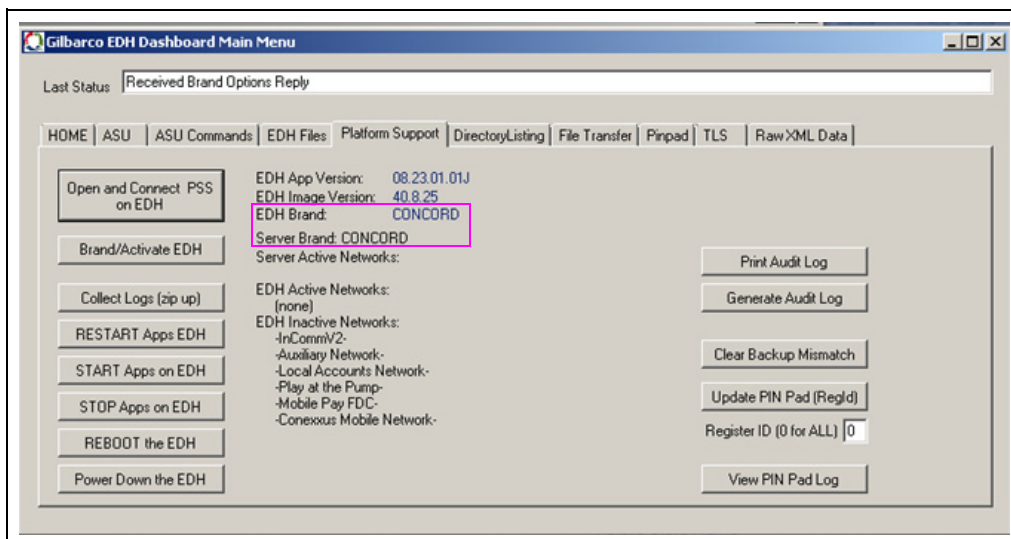 Gilbarco EDH Dashboard Main Menu
Last Status Received Brand Options Reply
HOME ASU ASU Commands EDH Files Platform Support DirectoryListing File Transfer Pinpad TLS Raw XML Data
Open and Connect PSS
on EDH
Brand/Activate EDH
Collect Logs (zip up)
RESTART Apps EDH
START Apps on EDH
STOP Apps on EDH
REBOOT the EDH
Power Down the EDH
EDH App Version: 08.23.01.01J
EDH Image Version: 40.8.25
EDH Brand: CONCORD
Server Brand: CONCORD
Server Active Networks:
EDH Active Networks:
(none)
EDH Inactive Networks:
-InCommV2-
-Auxiliary Network-
-Local Accounts Network-
-Play at the Pump-
-Mobile Pay FDC-
-Conexxus Mobile Network-
Print Audit Log
Generate Audit Log
Clear Backup Mismatch
Update PIN Pad (RegId)
Register ID (0 for ALL) 0
View PIN Pad Log